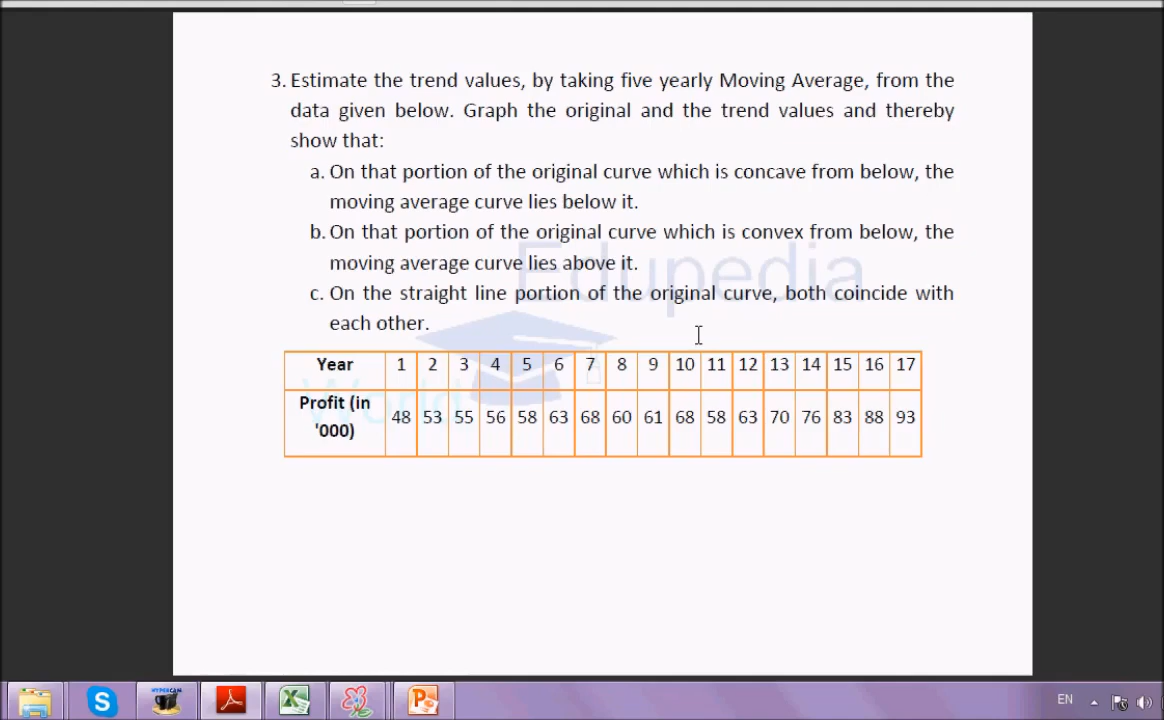 3. Estimate the trend values, by taking five yearly Moving Average, from the
data given below. Graph the original and the trend values and thereby
show that:
a. On that portion of the original curve which is concave from below, the
moving average curve lies below it.
b. On that portion of the original curve which is convex from below, the
moving average curve lies above it.
c. On the straight line portion of the original curve, both coincide with
each other.
Edupedia
World
Year 1 2 3 4 5 6 7 8 9 10 11 12 13 14 15 16 17
Profit (in
'000) 48 53 55 56 58 63 68 60 61 68 58 63 70 76 83 88 93
HYPERCAM
EN